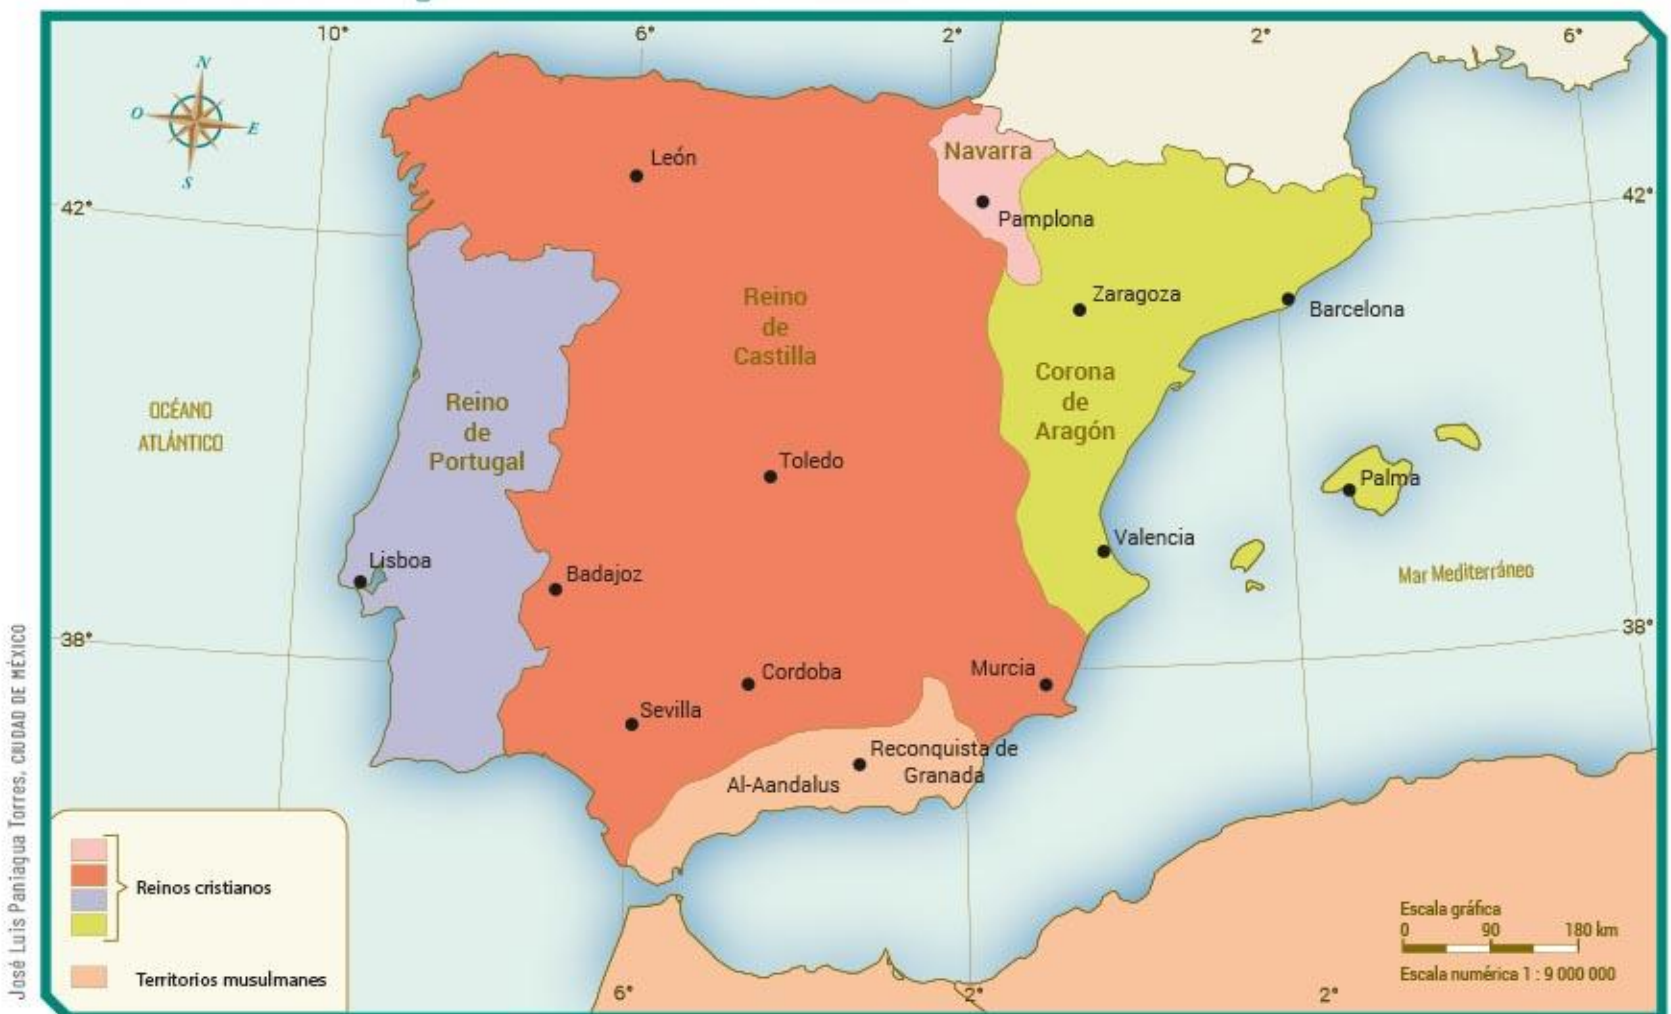 10°
6°
2°
2°
6°
N
O
E
S
42°
42°
León
Navarra
Pamplona
Zaragoza
Barcelona
Reino
de
Castilla
Corona
de
Aragón
Reino
de
Portugal
OCÉANO
ATLÁNTICO
Toledo
Palma
Valencia
Mar Mediterráneo
Lisboa
Badajoz
38°
38°
Cordoba
Murcia
Sevilla
Reconquista de
Granada
Al-Aandalus
Reinos cristianos
Territorios musulmanes
Escala gráfica
0 90 180 km
Escala numérica 1 : 9 000 000
6°
2°
2°
José Luis Paniagua Torres, CIUDAD DE MÉXICO